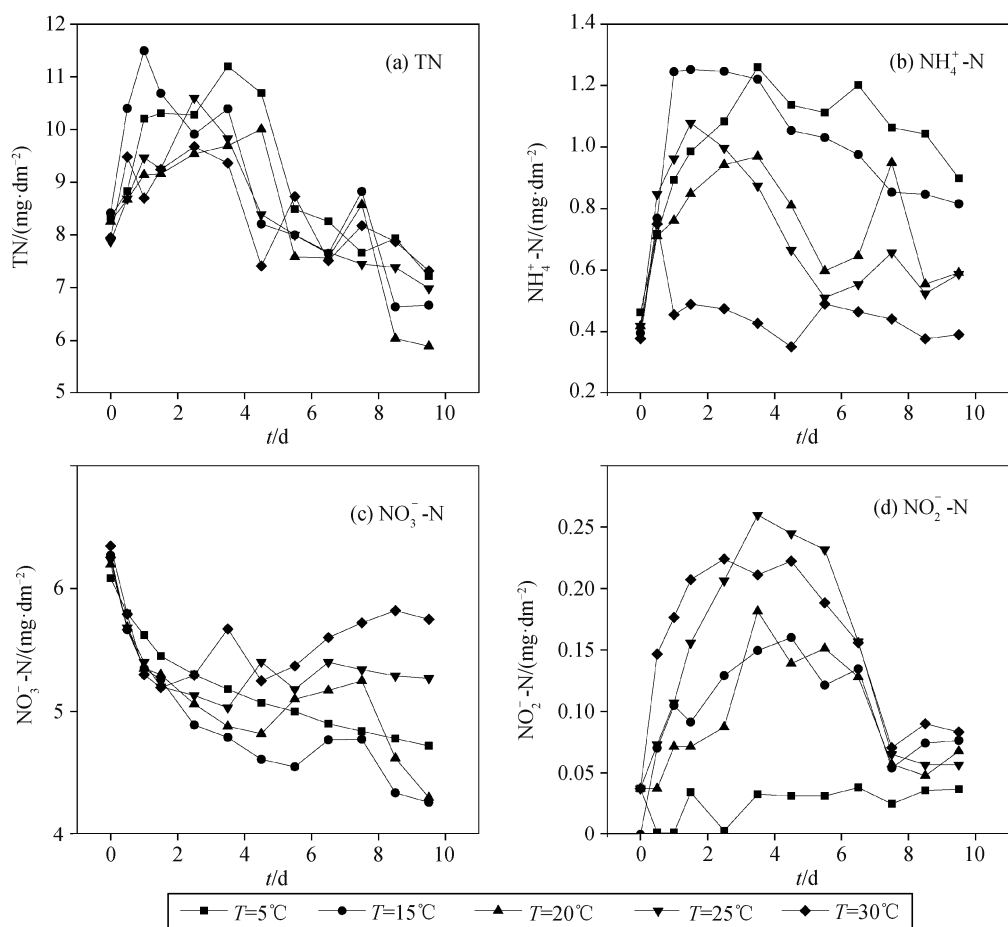 12
11
10
9
8
7
6
5
TN/(mg·dm⁻²)
(a) TN
0 2 4 6 8 10
t/d
1.4
1.2
1.0
0.8
0.6
0.4
0.2
NH₄⁺-N/(mg·dm⁻²)
(b) NH₄⁺-N
0 2 4 6 8 10
t/d
6
5
4
NO₃⁻-N/(mg·dm⁻²)
(c) NO₃⁻-N
0 2 4 6 8 10
t/d
0.25
0.20
0.15
0.10
0.05
0
NO₂⁻-N/(mg·dm⁻²)
(d) NO₂⁻-N
0 2 4 6 8 10
t/d
T=5℃ T=15℃ T=20℃ T=25℃ T=30℃